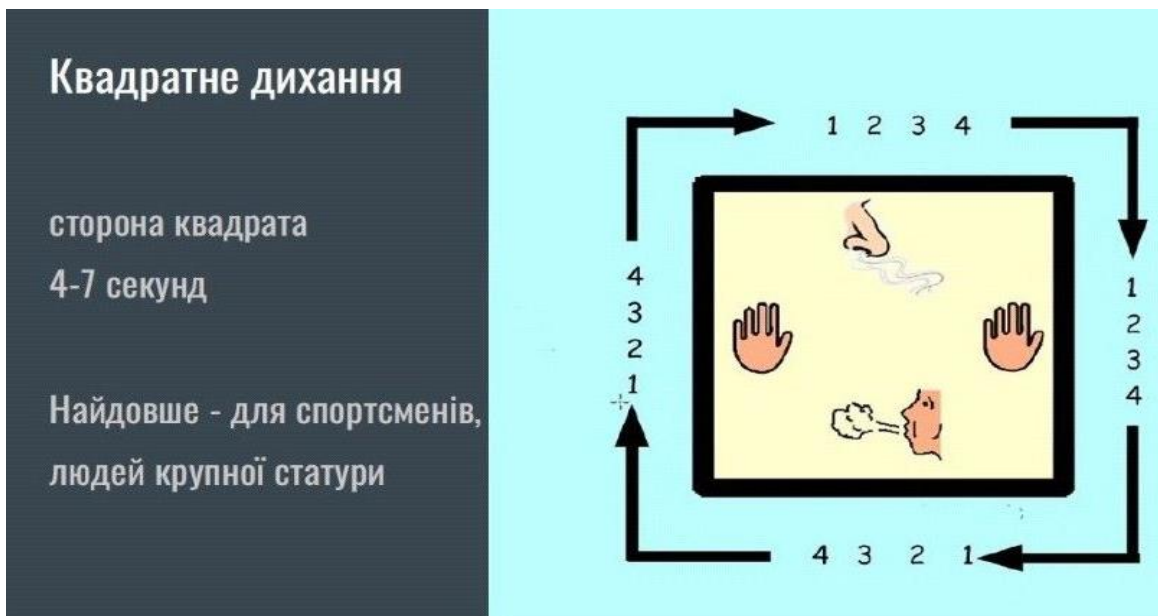 Квадратне дихання
сторона квадрата
4-7 секунд
Найдовше - для спортсменів,
людей крупної статури
1 2 3 4
1
2
3
4
4
3
2
1
4 3 2 1